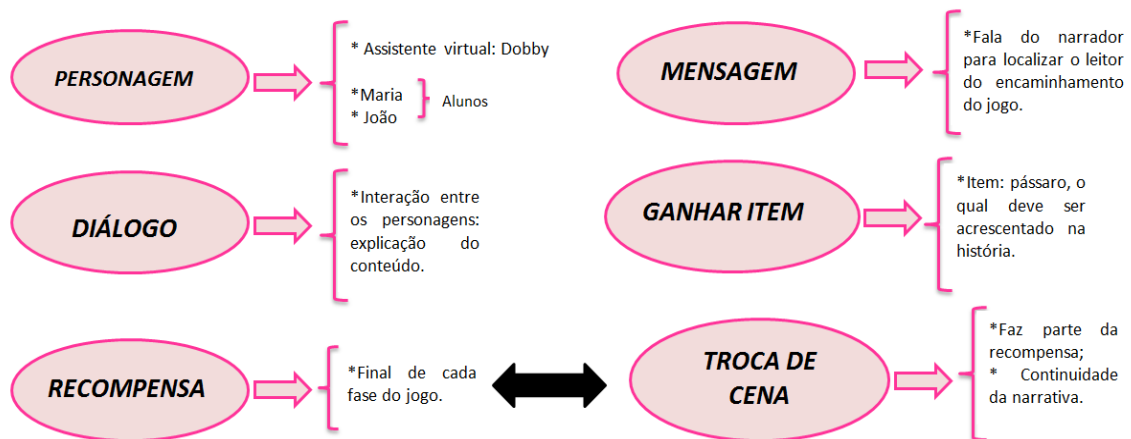 PERSONAGEM
* Assistente virtual: Dobby
*Maria
* João
Alunos
MENSAGEM
*Fala do narrador
para localizar o leitor
do encaminhamento
do jogo.
DIÁLOGO
*Interação entre
os personagens:
explicação do
conteúdo.
GANHAR ITEM
*Item: pássaro, o
qual deve ser
acrescentado na
história.
RECOMPENSA
*Final de cada
fase do jogo.
TROCA DE
CENA
*Faz parte da
recompensa;
* Continuidade
da narrativa.